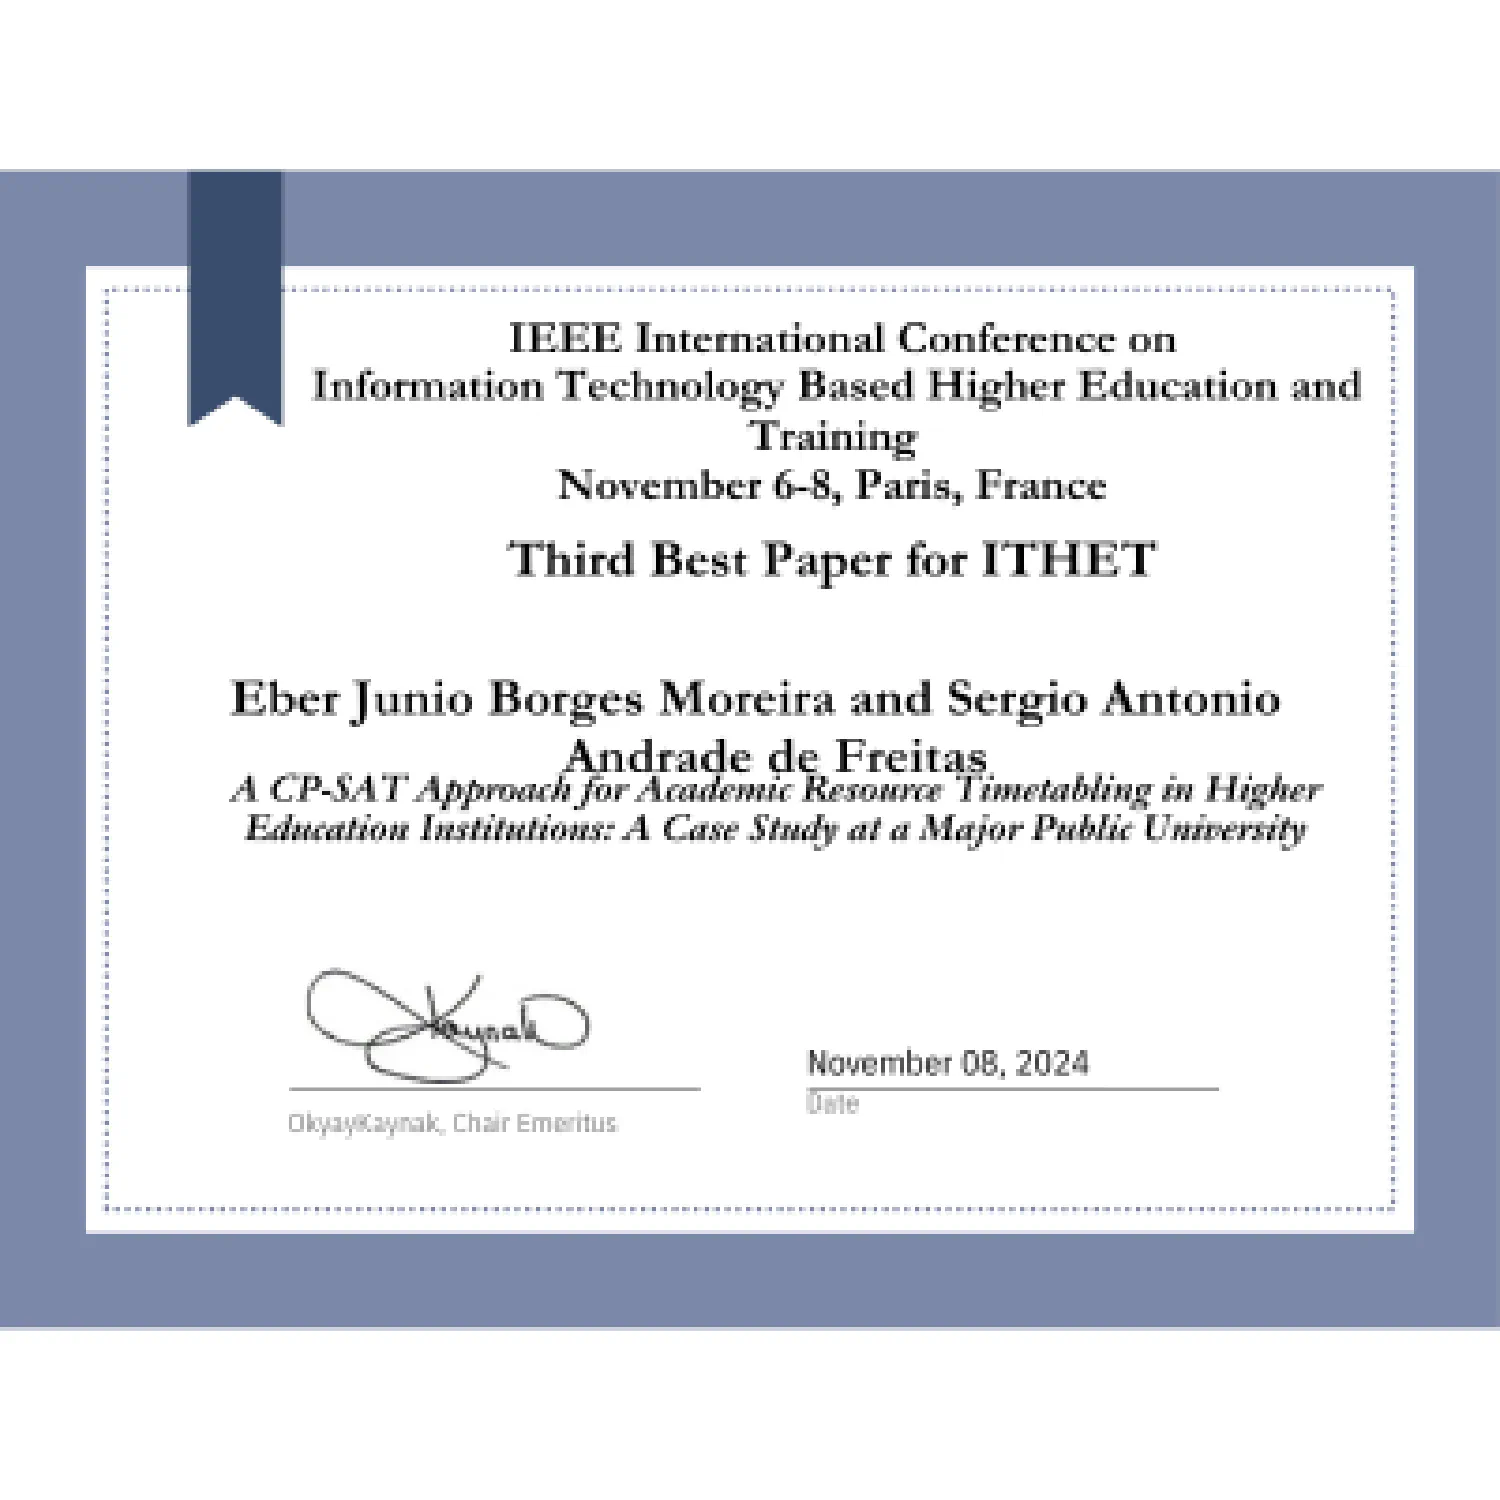 IEEE International Conference on
Information Technology Based Higher Education and
Training
November 6-8, Paris, France
Third Best Paper for ITHET
Eber Junio Borges Moreira and Sergio Antonio
Andrade de Freitas
A CP-SAT Approach for Academic Resource Timetabling in Higher
Education Institutions: A Case Study at a Major Public University
Kaynak
November 08, 2024
OkyayKaynak, Chair Emeritus
Date